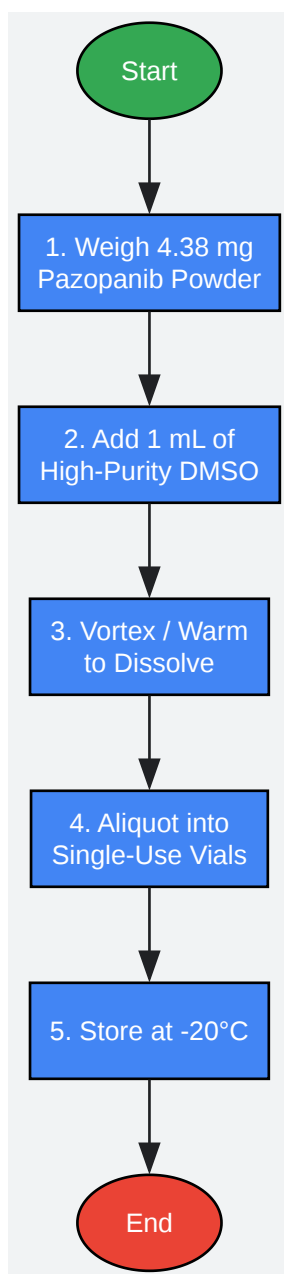 Start
1. Weigh 4.38 mg
Pazopanib Powder
2. Add 1 mL of
High-Purity DMSO
3. Vortex / Warm
to Dissolve
4. Aliquot into
Single-Use Vials
5. Store at -20°C
End